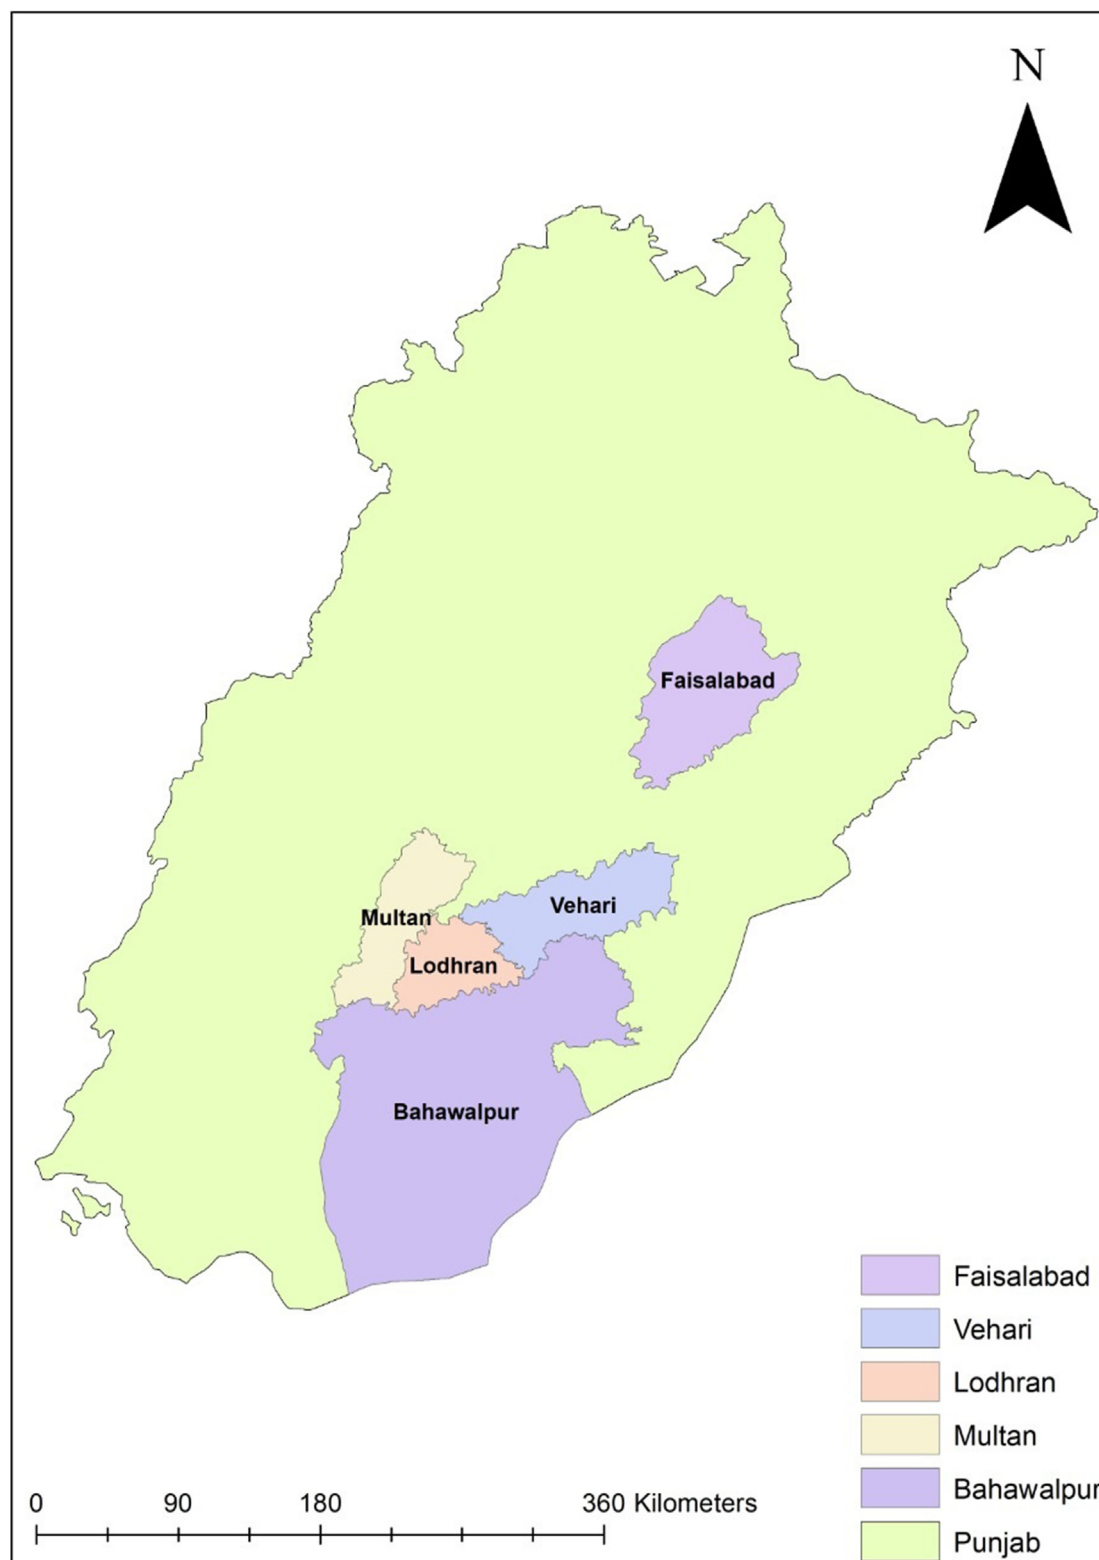 N
Faisalabad
Vehari
Multan
Lodhran
Bahawalpur
Faisalabad
Vehari
Lodhran
Multan
Bahawalpur
Punjab
0 90 180 360 Kilometers